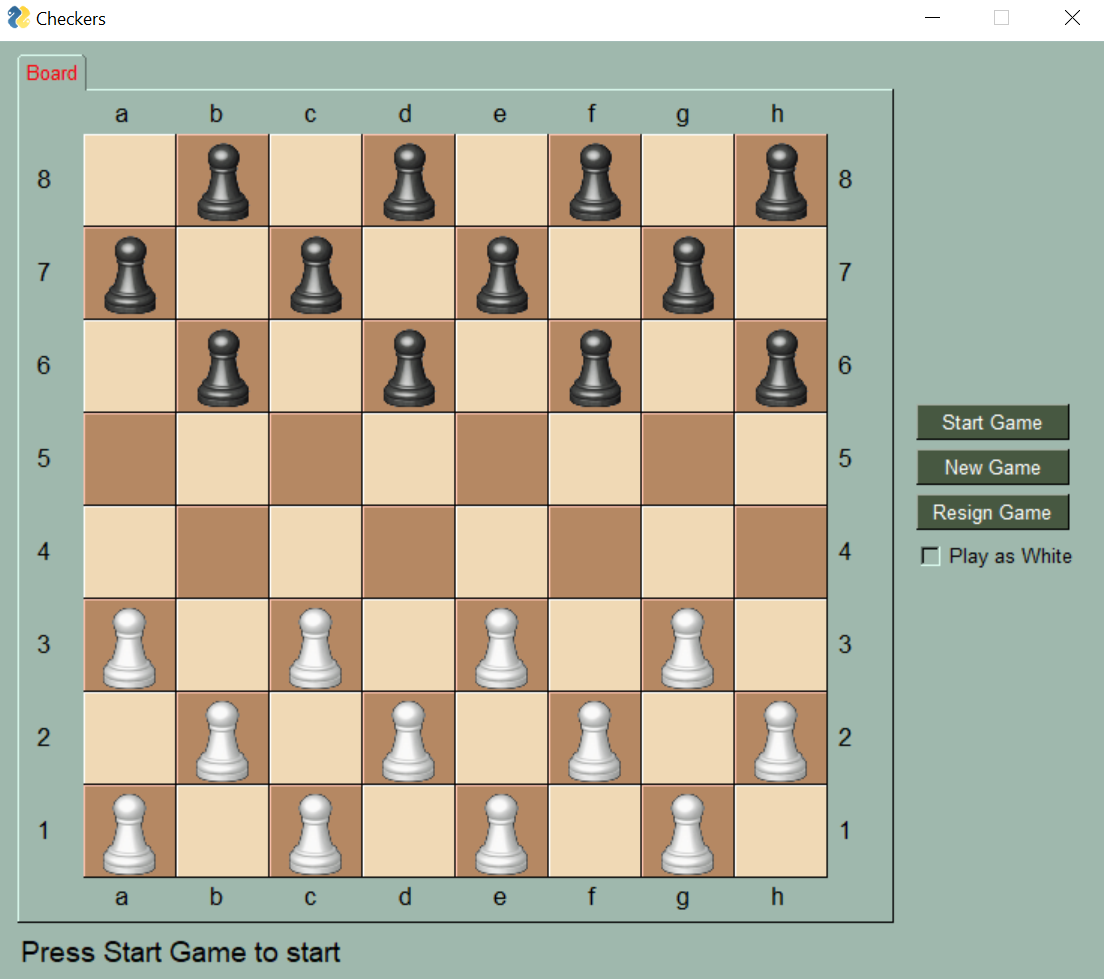 Checkers
Board
a b c d e f g h
8 8
7 7
6 6
5 5
Start Game
New Game
Resign Game
4 4
Play as White
3 3
2 2
1 1
a b c d e f g h
Press Start Game to start